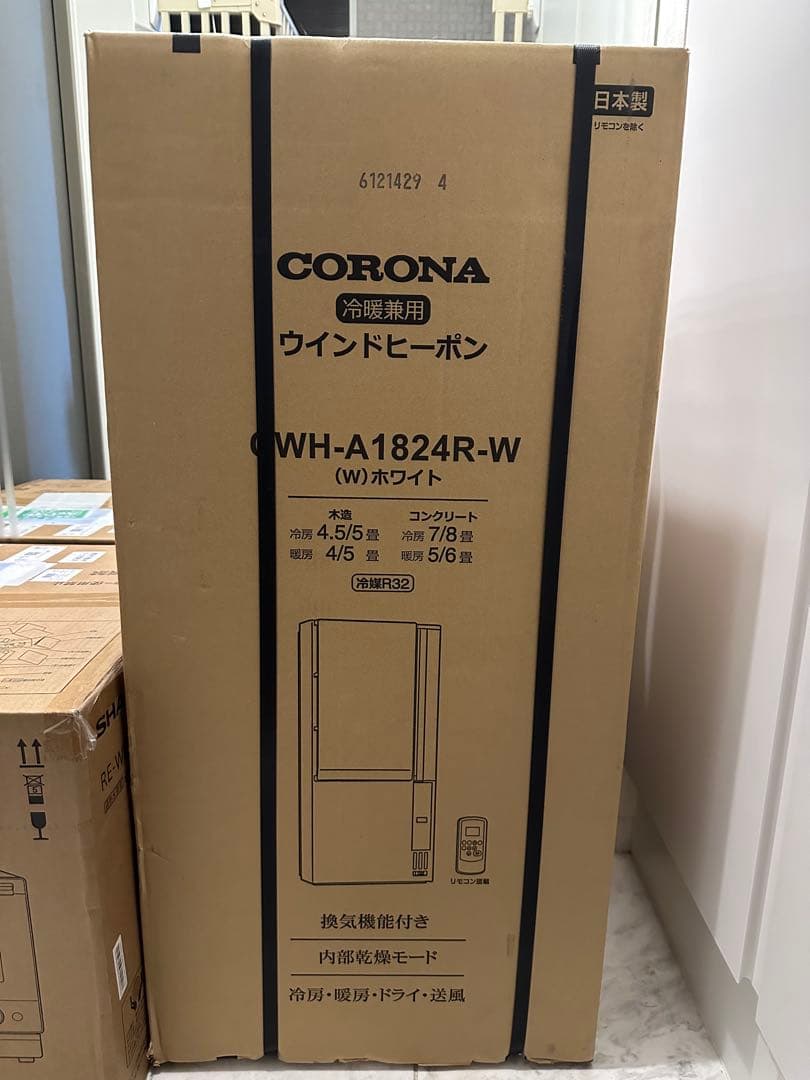 日本製
リモコンを除く
6121429 4
CORONA
冷暖兼用
ウインドヒーポン
CWH-A1824R-W
(W)ホワイト
木造 コンクリート
冷房 4.5/5 畳 冷房 7/8 畳
暖房 4/5 畳 暖房 5/6 畳
冷媒R32
リモコン搭載
換気機能付き
内部乾燥モード
冷房・暖房・ドライ・送風
SHA
RE-W